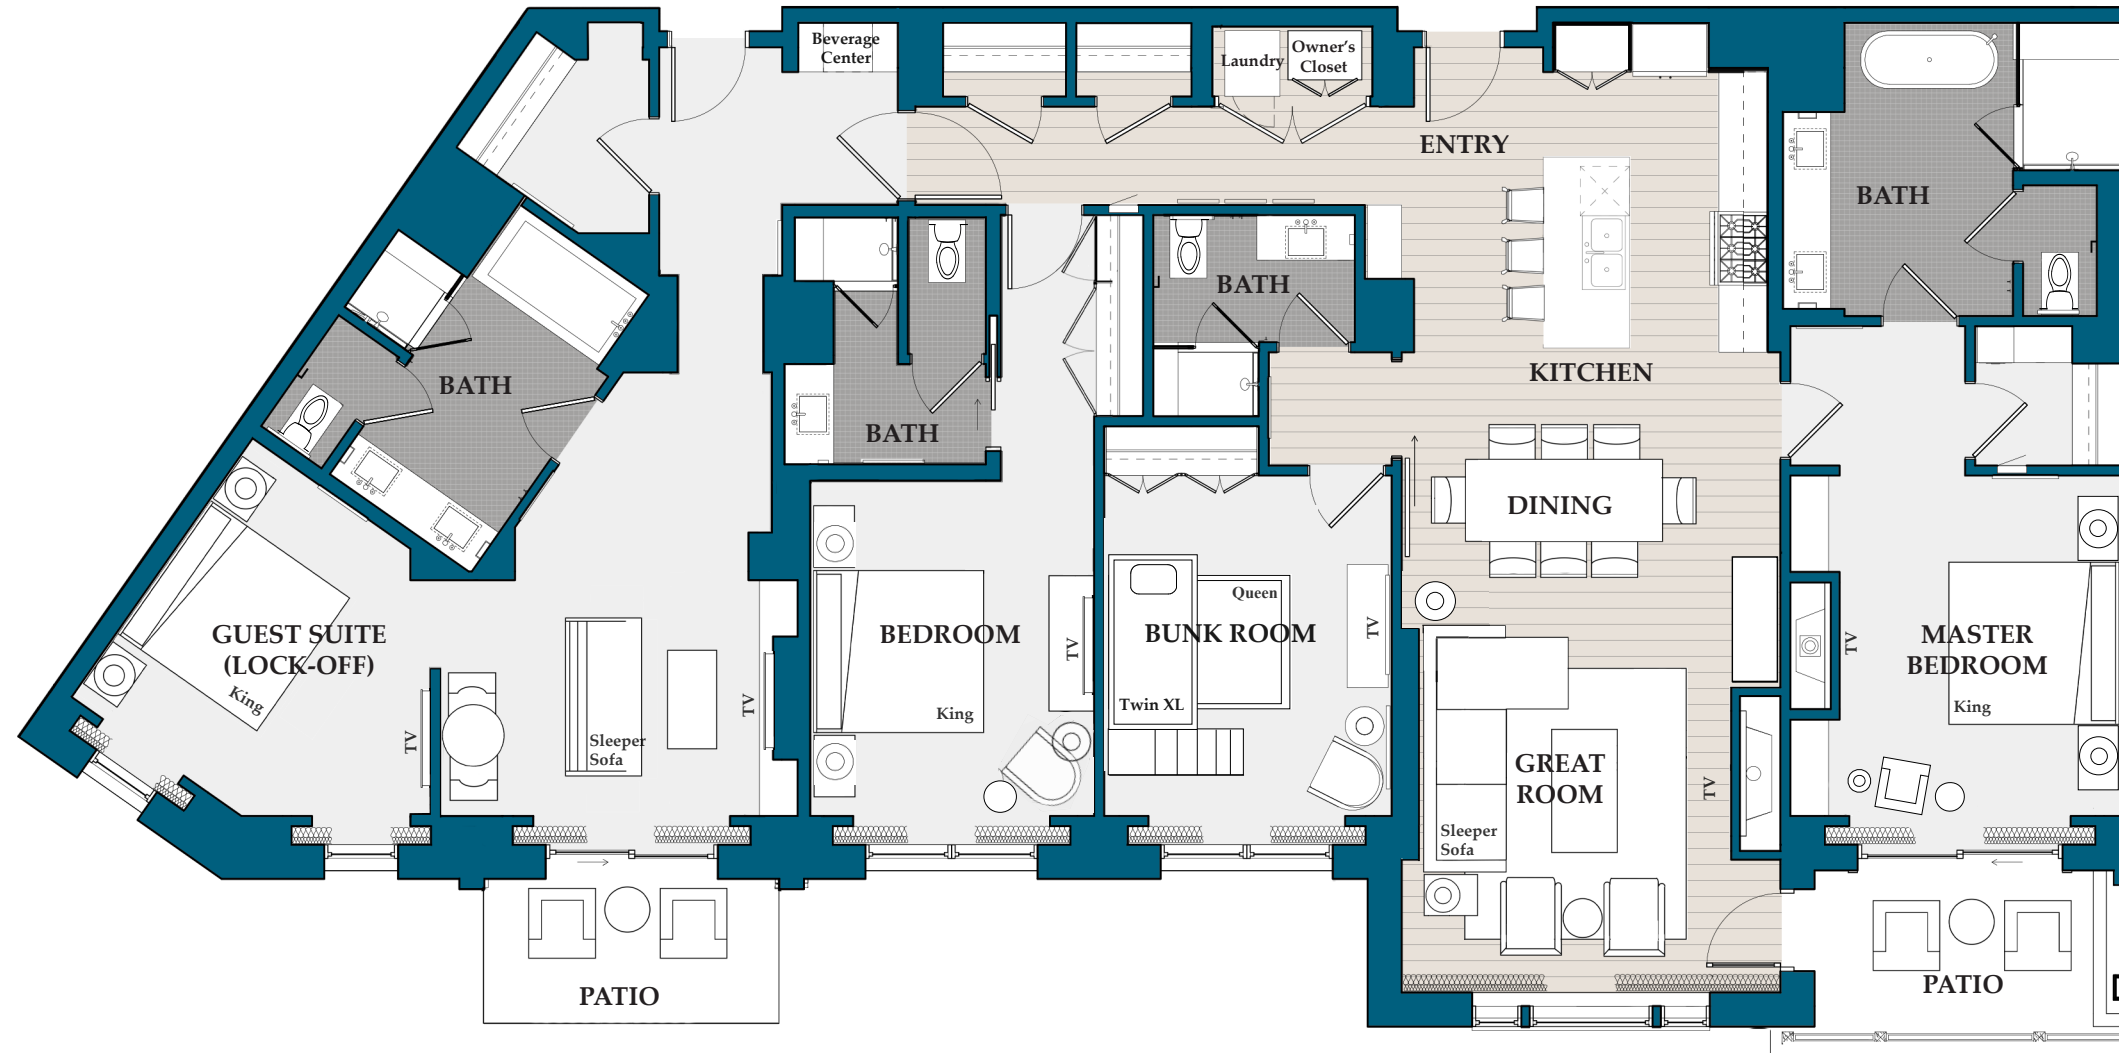 Beverage
Center
Laundry
Owner's
Closet
ENTRY
BATH
BATH
KITCHEN
BATH
BATH
DINING
Queen
GUEST SUITE
(LOCK-OFF)
King
BEDROOM
King
TV
BUNK ROOM
Twin XL
TV
TV
MASTER
BEDROOM
King
TV
Sleeper
Sofa
TV
GREAT
ROOM
TV
Sleeper
Sofa
PATIO
PATIO